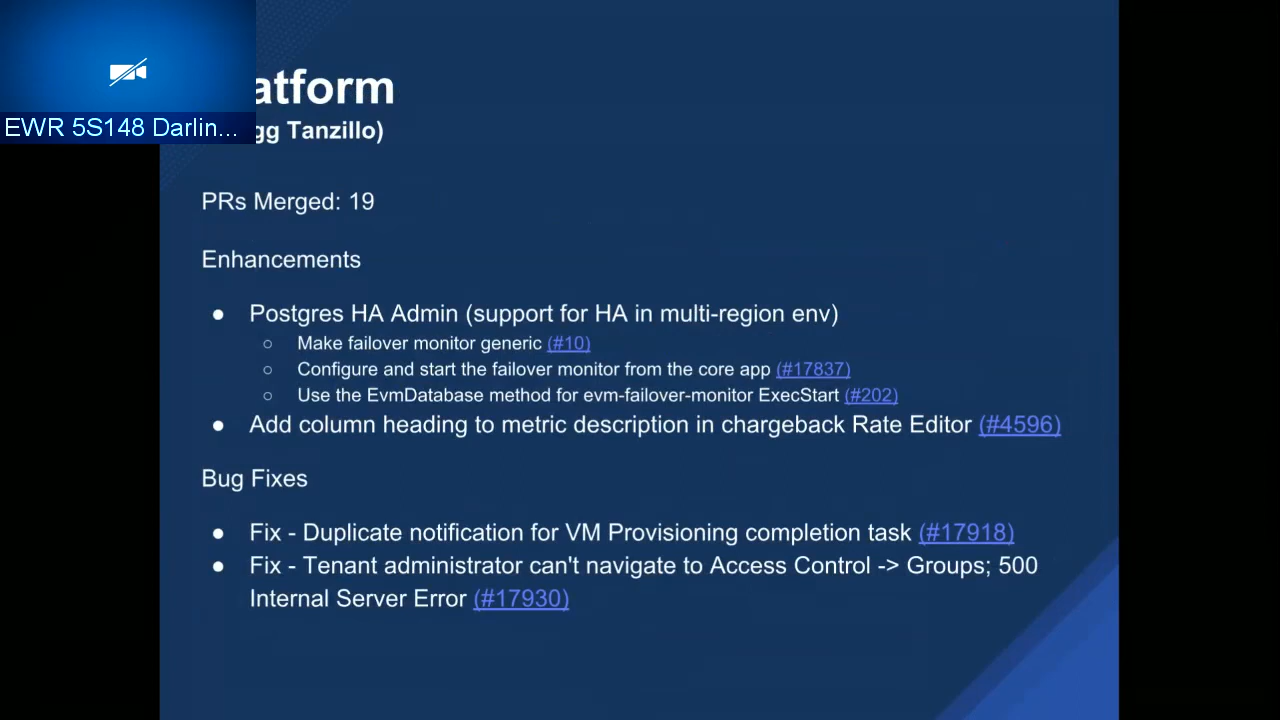 atform
EWR 5S148 Darlin...
gg Tanzillo)
PRs Merged: 19
Enhancements
● Postgres HA Admin (support for HA in multi-region env)
○ Make failover monitor generic (#10)
○ Configure and start the failover monitor from the core app (#17837)
○ Use the EvmDatabase method for evm-failover-monitor ExecStart (#202)
● Add column heading to metric description in chargeback Rate Editor (#4596)
Bug Fixes
● Fix - Duplicate notification for VM Provisioning completion task (#17918)
● Fix - Tenant administrator can't navigate to Access Control -> Groups; 500
Internal Server Error (#17930)